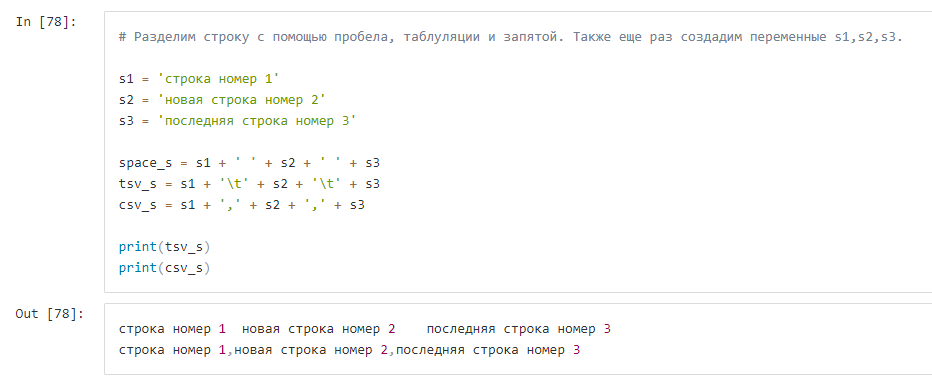 In [78]:
# Разделим строку с помощью пробела, таблуляции и запятой. Также еще раз создадим переменные s1,s2,s3.
s1 = 'строка номер 1'
s2 = 'новая строка номер 2'
s3 = 'последняя строка номер 3'
space_s = s1 + ' ' + s2 + ' ' + s3
tsv_s = s1 + '\t' + s2 + '\t' + s3
csv_s = s1 + ',' + s2 + ',' + s3
print(tsv_s)
print(csv_s)
Out [78]:
строка номер 1  новая строка номер 2    последняя строка номер 3
строка номер 1,новая строка номер 2,последняя строка номер 3